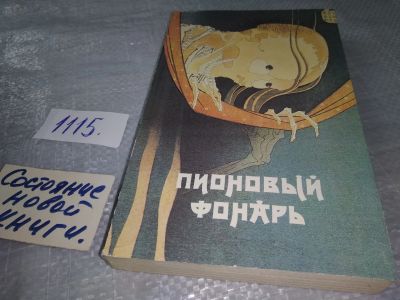 1115.
Состояние
новой
книги.
ПИОНОВЫЙ
ФОНАРЬ